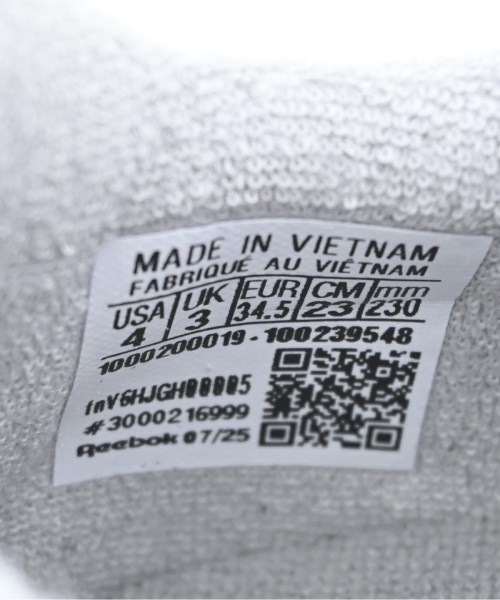 MADE IN VIETNAM
FABRIQUÉ AU VIÊTNAM
USA UK EUR CM mm
4 3 34.5 23 230
1000200019 - 100239548
#3000216999
Reebok 07/25